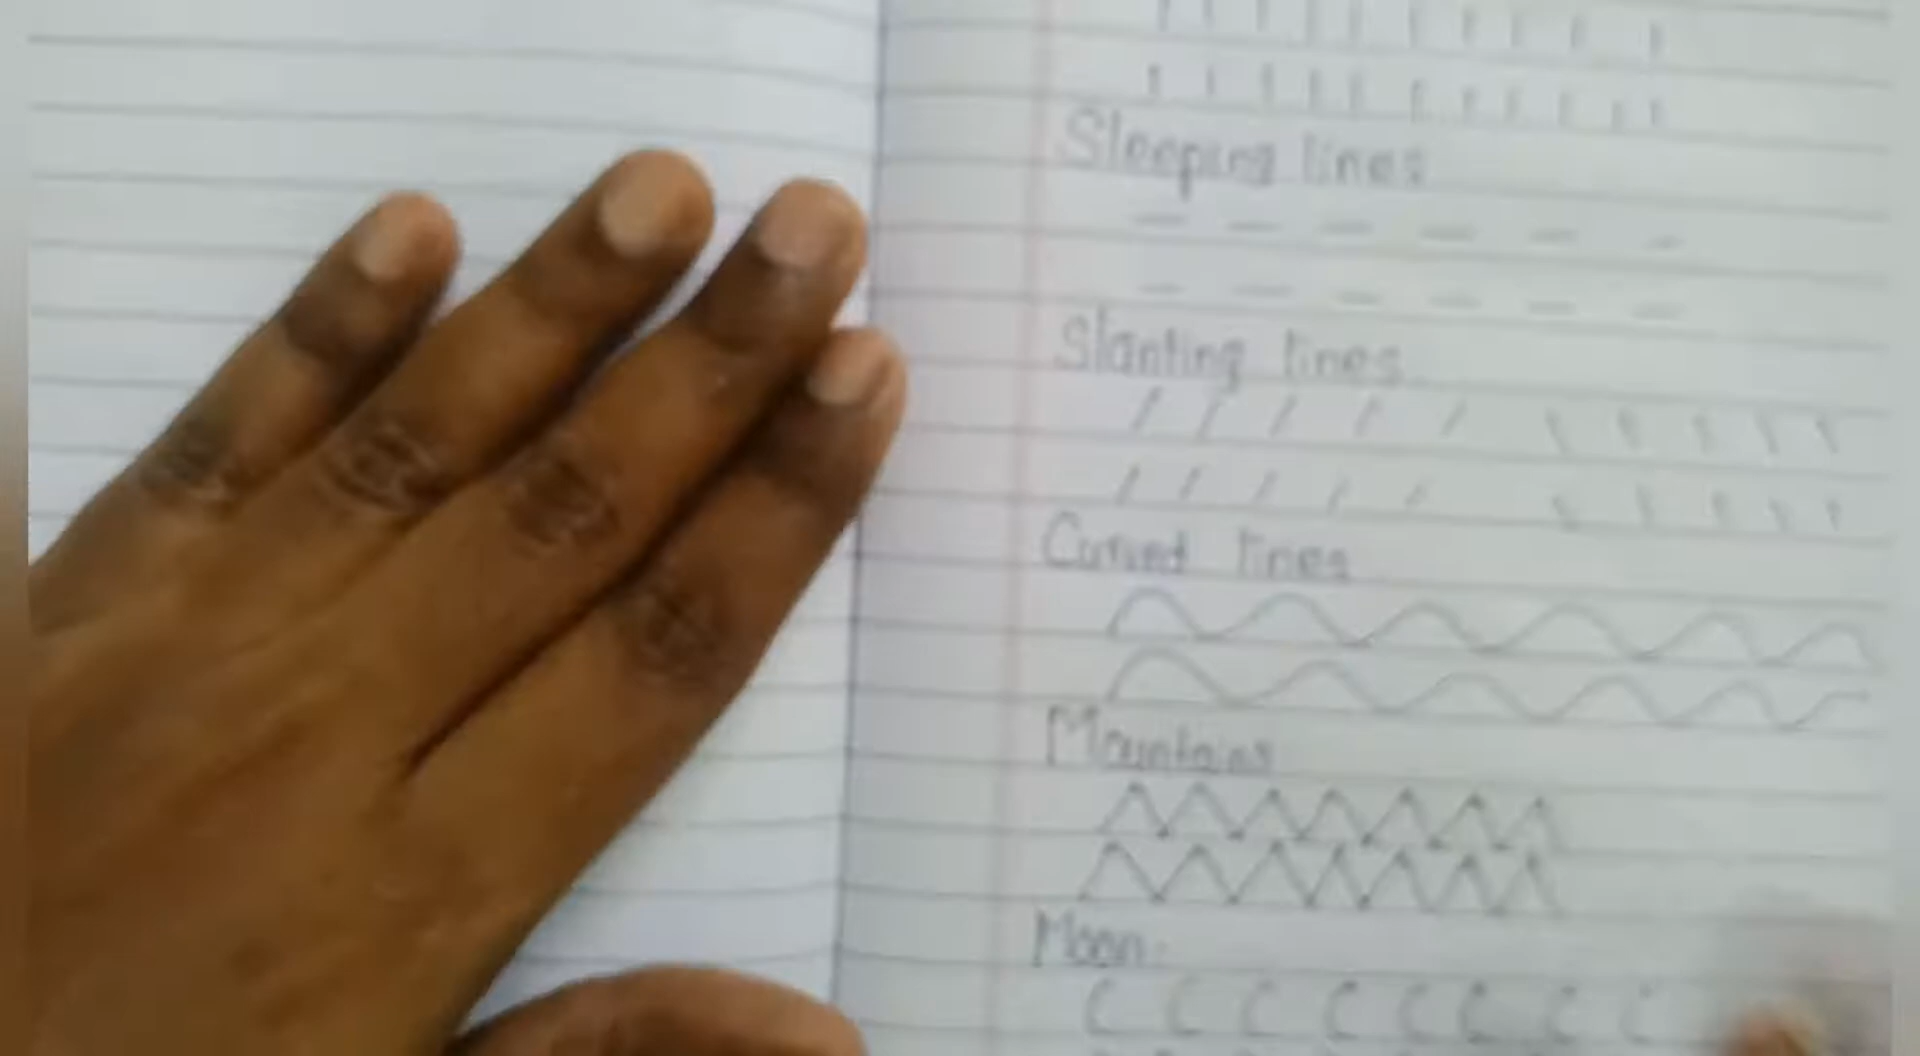 Sleeping lines
Slanting lines
Curved lines
Mountains
Moon
C C C C C C C C